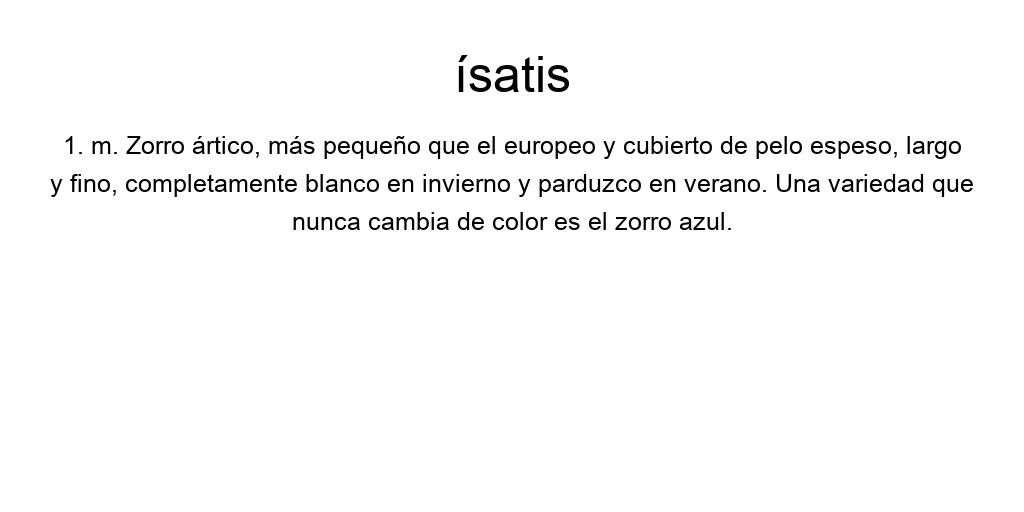 ísatis
1. m. Zorro ártico, más pequeño que el europeo y cubierto de pelo espeso, largo
y fino, completamente blanco en invierno y parduzco en verano. Una variedad que
nunca cambia de color es el zorro azul.